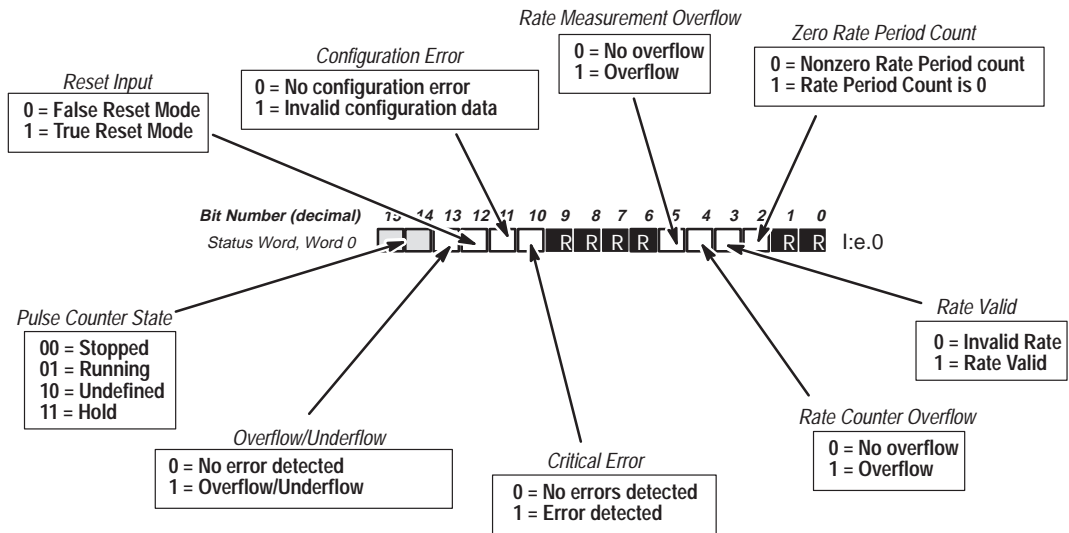 Rate Measurement Overflow
0 = No overflow
1 = Overflow
Zero Rate Period Count
0 = Nonzero Rate Period count
1 = Rate Period Count is 0
Configuration Error
0 = No configuration error
1 = Invalid configuration data
Reset Input
0 = False Reset Mode
1 = True Reset Mode
Bit Number (decimal) 15 14 13 12 11 10 9 8 7 6 5 4 3 2 1 0
Status Word, Word 0 R R R R R R I:e.0
Pulse Counter State
00 = Stopped
01 = Running
10 = Undefined
11 = Hold
Rate Valid
0 = Invalid Rate
1 = Rate Valid
Overflow/Underflow
0 = No error detected
1 = Overflow/Underflow
Critical Error
0 = No errors detected
1 = Error detected
Rate Counter Overflow
0 = No overflow
1 = Overflow